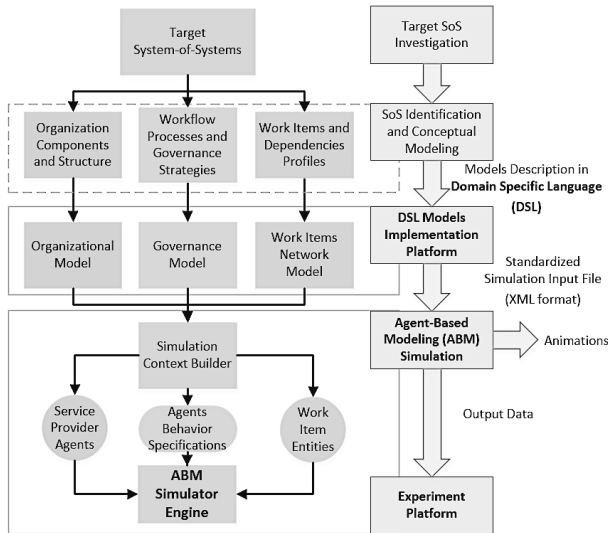 Target
System-of-Systems
Target SoS
Investigation
Organization
Components
and Structure
Workflow
Processes and
Governance
Strategies
Work Items and
Dependencies
Profiles
SoS Identification
and Conceptual
Modeling
Models Description in
Domain Specific Language
(DSL)
Organizational
Model
Governance
Model
Work Items
Network
Model
DSL Models
Implementation
Platform
Standardized
Simulation Input File
(XML format)
Simulation
Context Builder
Agent-Based
Modeling (ABM)
Simulation
Animations
Service
Provider
Agents
Agents
Behavior
Specifications
Work
Item
Entities
Output Data
ABM
Simulator
Engine
Experiment
Platform